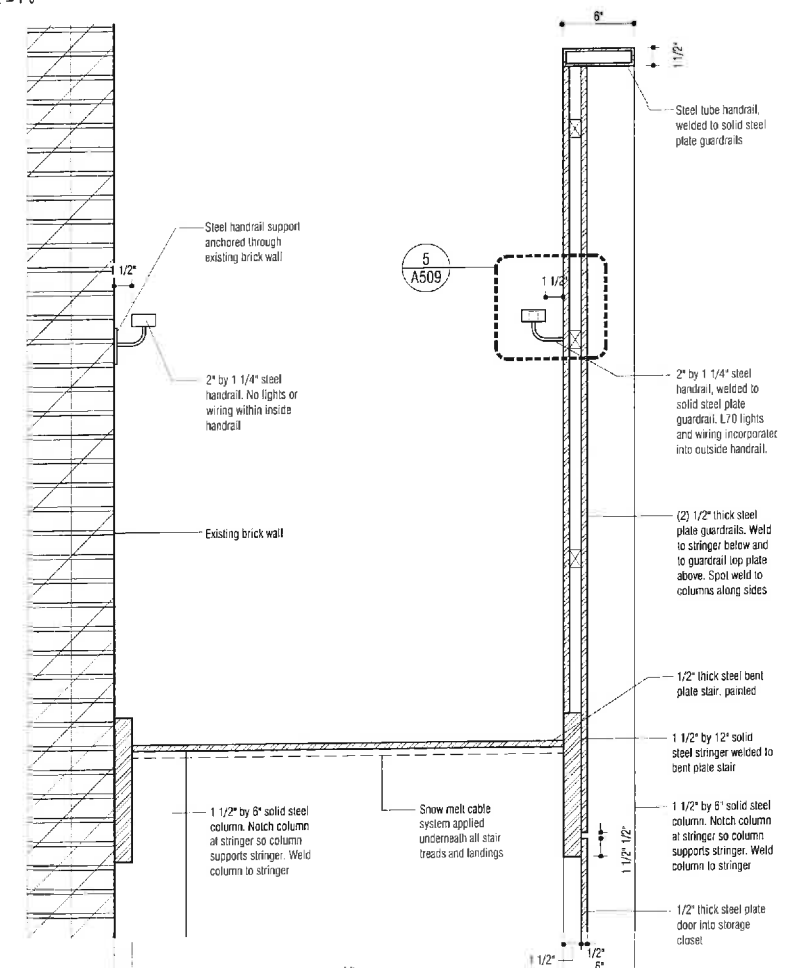 6"
1 1/2"
Steel tube handrail,
welded to solid steel
plate guardrails
Steel handrail support
anchored through
existing brick wall
1 1/2"
5
A509
1 1/2"
2" by 1 1/4" steel
handrail. No lights or
wiring within inside
handrail
2" by 1 1/4" steel
handrail, welded to
solid steel plate
guardrail. L70 lights
and wiring incorporated
into outside handrail.
Existing brick wall
(2) 1/2" thick steel
plate guardrails. Weld
to stringer below and
to guardrail top plate
above. Spot weld to
columns along sides
1/2" thick steel bent
plate stair, painted
1 1/2" by 12" solid
steel stringer welded to
bent plate stair
1 1/2" by 6" solid steel
column. Notch column
at stringer so column
supports stringer. Weld
column to stringer
Snow melt cable
system applied
underneath all stair
treads and landings
1 1/2" by 6" solid steel
column. Notch column
at stringer so column
supports stringer. Weld
column to stringer
1 1/2" 1/2"
1/2" thick steel plate
door into storage
closet
1 1/2"
1/2"
6"